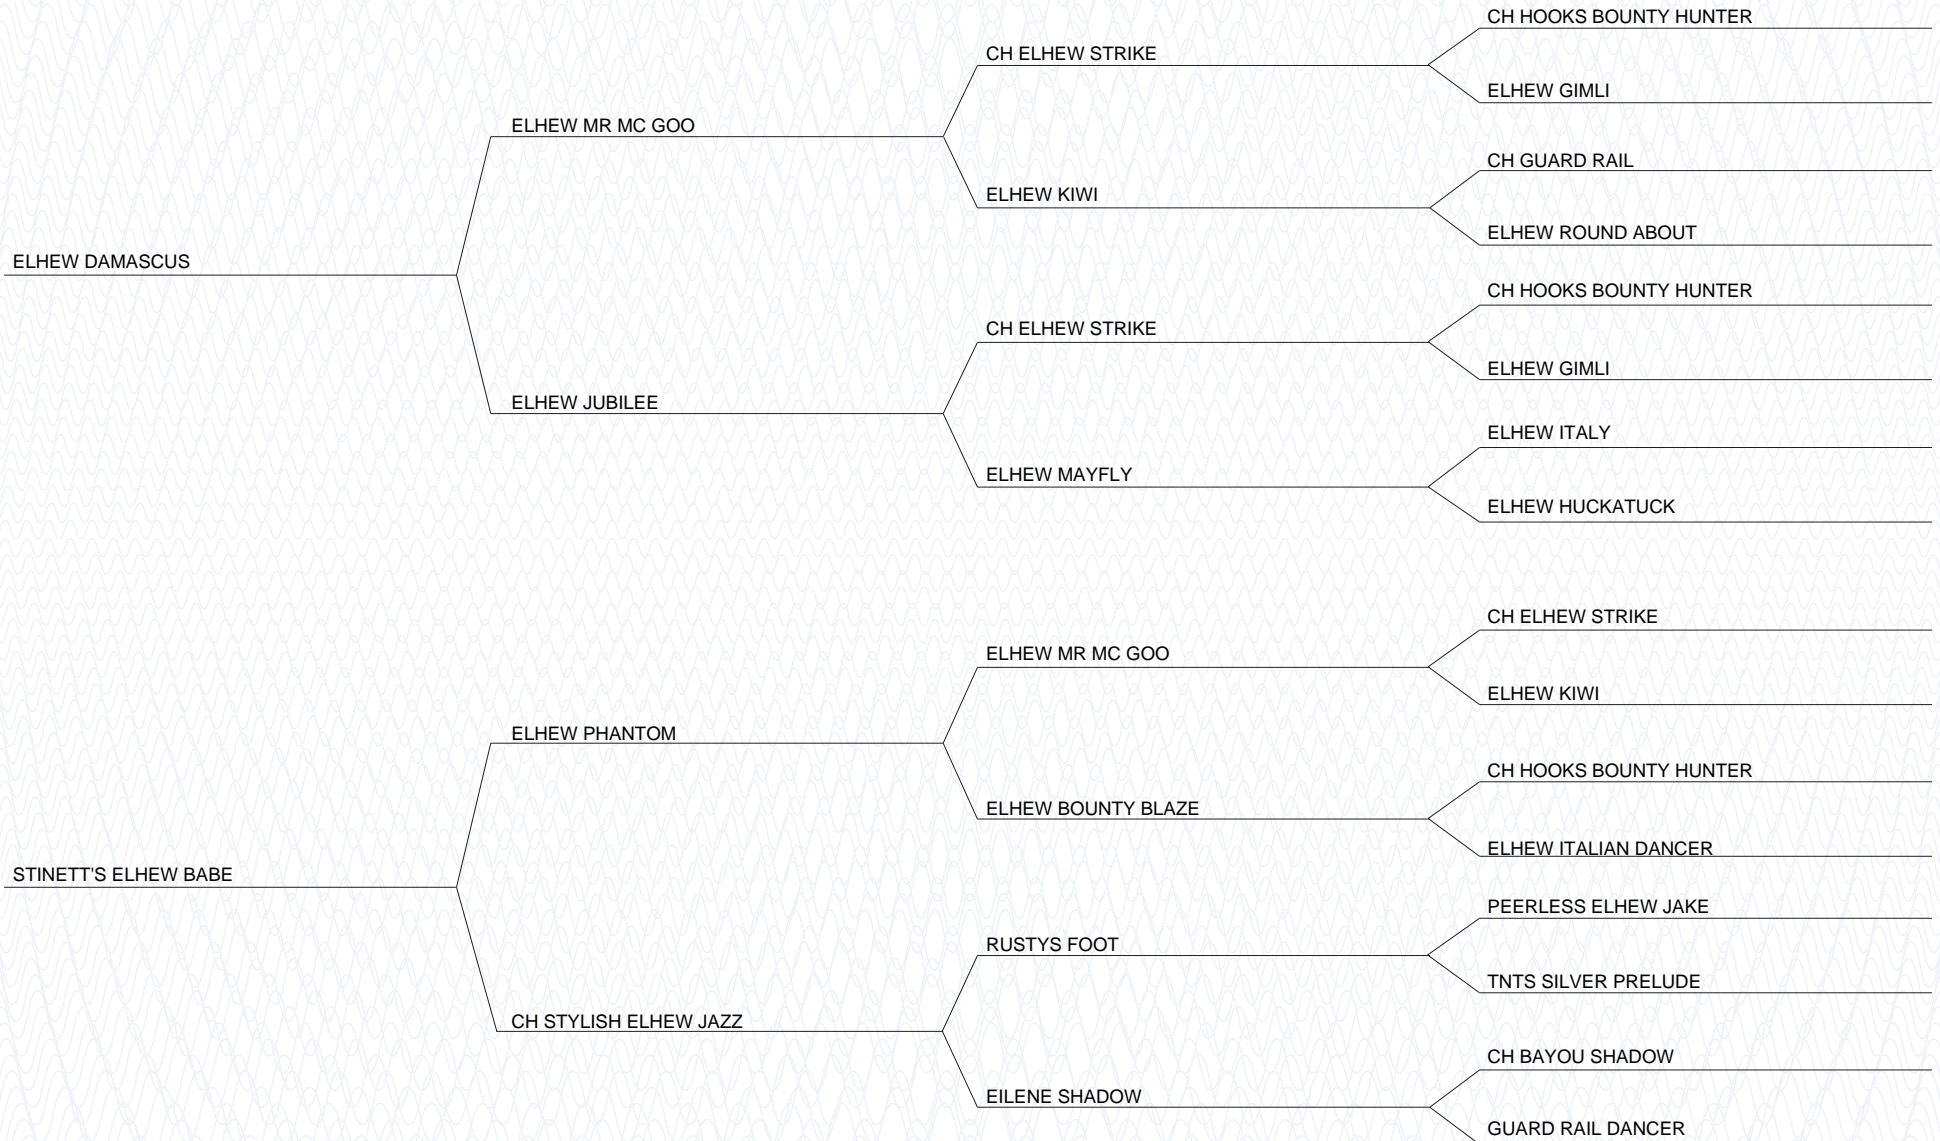 CH HOOKS BOUNTY HUNTER
CH ELHEW STRIKE
ELHEW GIMLI
ELHEW MR MC GOO
CH GUARD RAIL
ELHEW KIWI
ELHEW ROUND ABOUT
ELHEW DAMASCUS
CH HOOKS BOUNTY HUNTER
CH ELHEW STRIKE
ELHEW GIMLI
ELHEW JUBILEE
ELHEW ITALY
ELHEW MAYFLY
ELHEW HUCKATUCK
CH ELHEW STRIKE
ELHEW MR MC GOO
ELHEW KIWI
ELHEW PHANTOM
CH HOOKS BOUNTY HUNTER
ELHEW BOUNTY BLAZE
ELHEW ITALIAN DANCER
STINETT'S ELHEW BABE
PEERLESS ELHEW JAKE
RUSTYS FOOT
TNTS SILVER PRELUDE
CH STYLISH ELHEW JAZZ
CH BAYOU SHADOW
EILENE SHADOW
GUARD RAIL DANCER